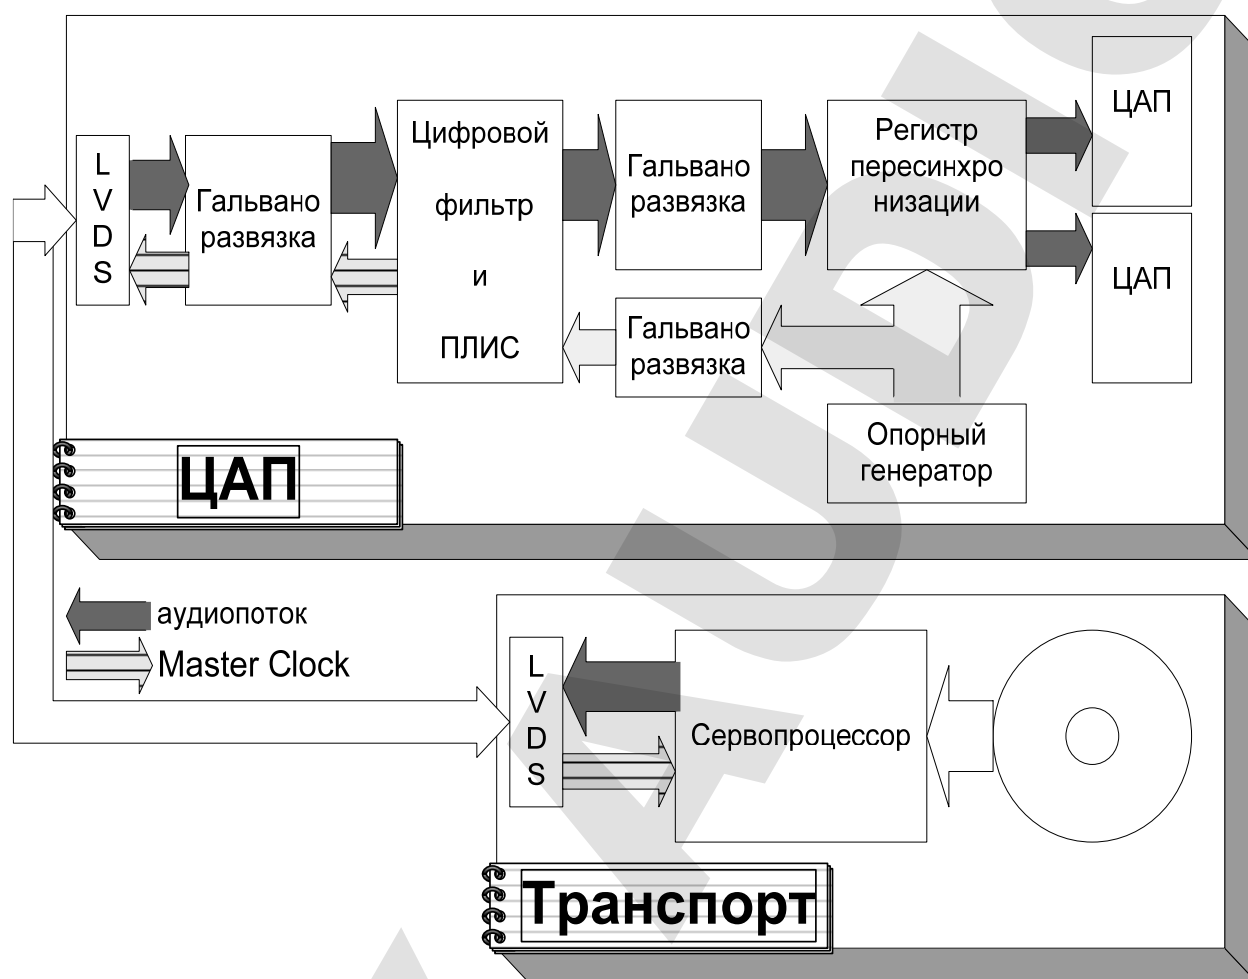 L
V
D
S
Гальвано
развязка
Цифровой
фильтр
и
ПЛИС
Гальвано
развязка
Гальвано
развязка
Регистр
пересинхро
низации
ЦАП
ЦАП
Опорный
генератор
ЦАП
аудиопоток
Master Clock
L
V
D
S
Сервопроцессор
Транспорт
AUDIO